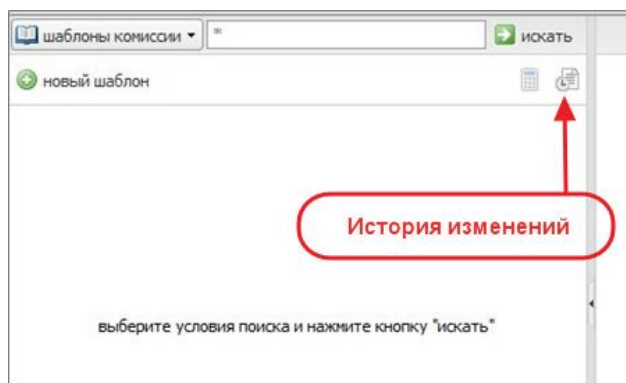 шаблоны комиссии * искать
новый шаблон
История изменений
выберите условия поиска и нажмите кнопку "искать"